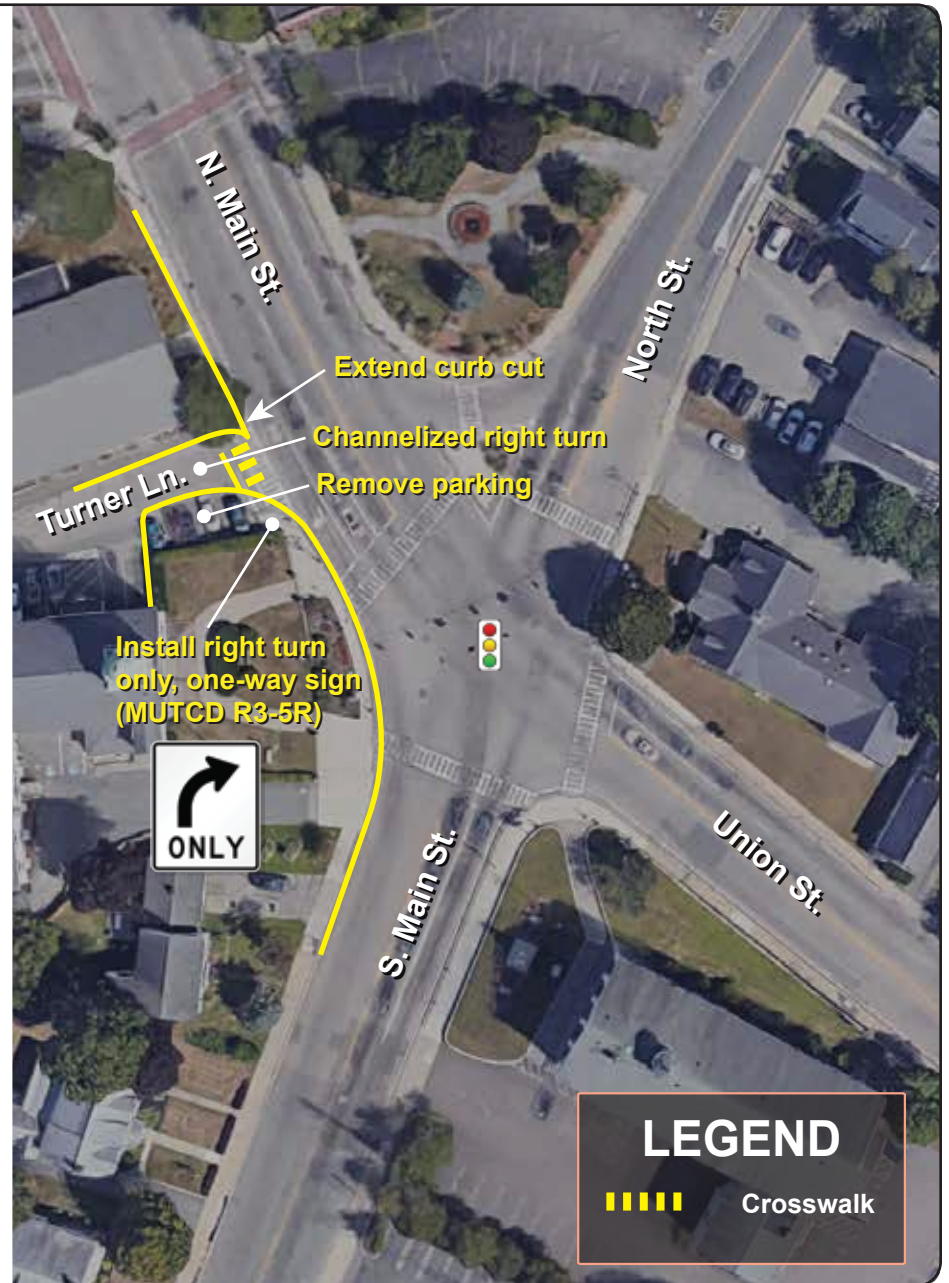 N. Main St.
North St.
Extend curb cut
Channelized right turn
Turner Ln.
Remove parking
Install right turn
only, one-way sign
(MUTCD R3-5R)
ONLY
S. Main St.
Union St.
LEGEND
Crosswalk